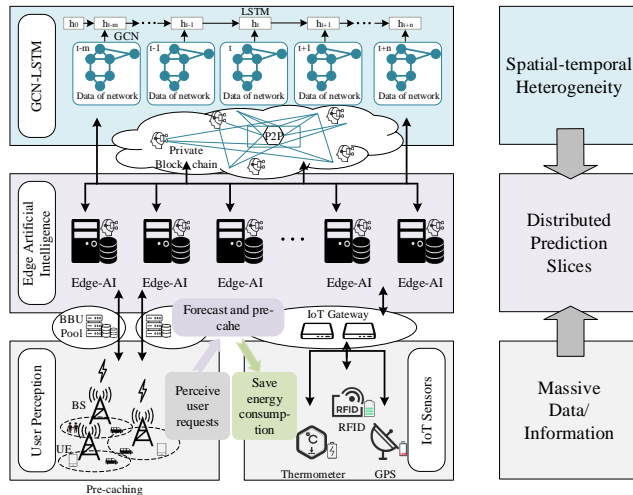 GCN-LSTM
LSTM
h0
ht-m
ht-1
ht
ht+1
ht+n
GCN
t-m
t-1
t
t+1
t+n
Data of network
Data of network
Data of network
Data of network
Data of network
P2P
Private
Block chain
Edge Artificial
Intelligence
Edge-AI
Edge-AI
Edge-AI
Edge-AI
Edge-AI
BBU
Pool
Forecast and pre-
cahe
IoT Gateway
User Perception
BS
UE
Perceive
user
requests
Save
energy
consump-
tion
RFID
RFID
°C
Thermometer
GPS
IoT Sensors
Pre-caching
Spatial-temporal
Heterogeneity
Distributed
Prediction
Slices
Massive
Data/
Information